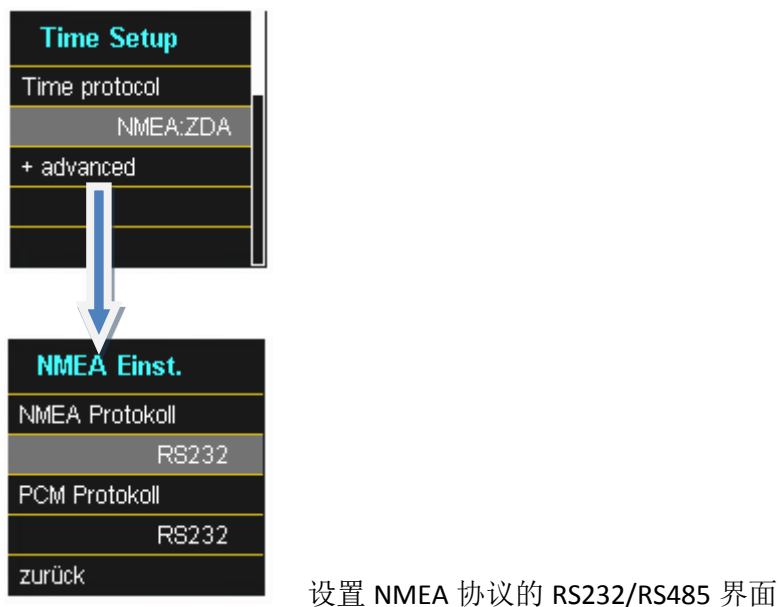 Time Setup
Time protocol
NMEA:ZDA
+ advanced
NMEA Einst.
NMEA Protokoll
RS232
PCM Protokoll
RS232
zurück
设置 NMEA 协议的 RS232/RS485 界面